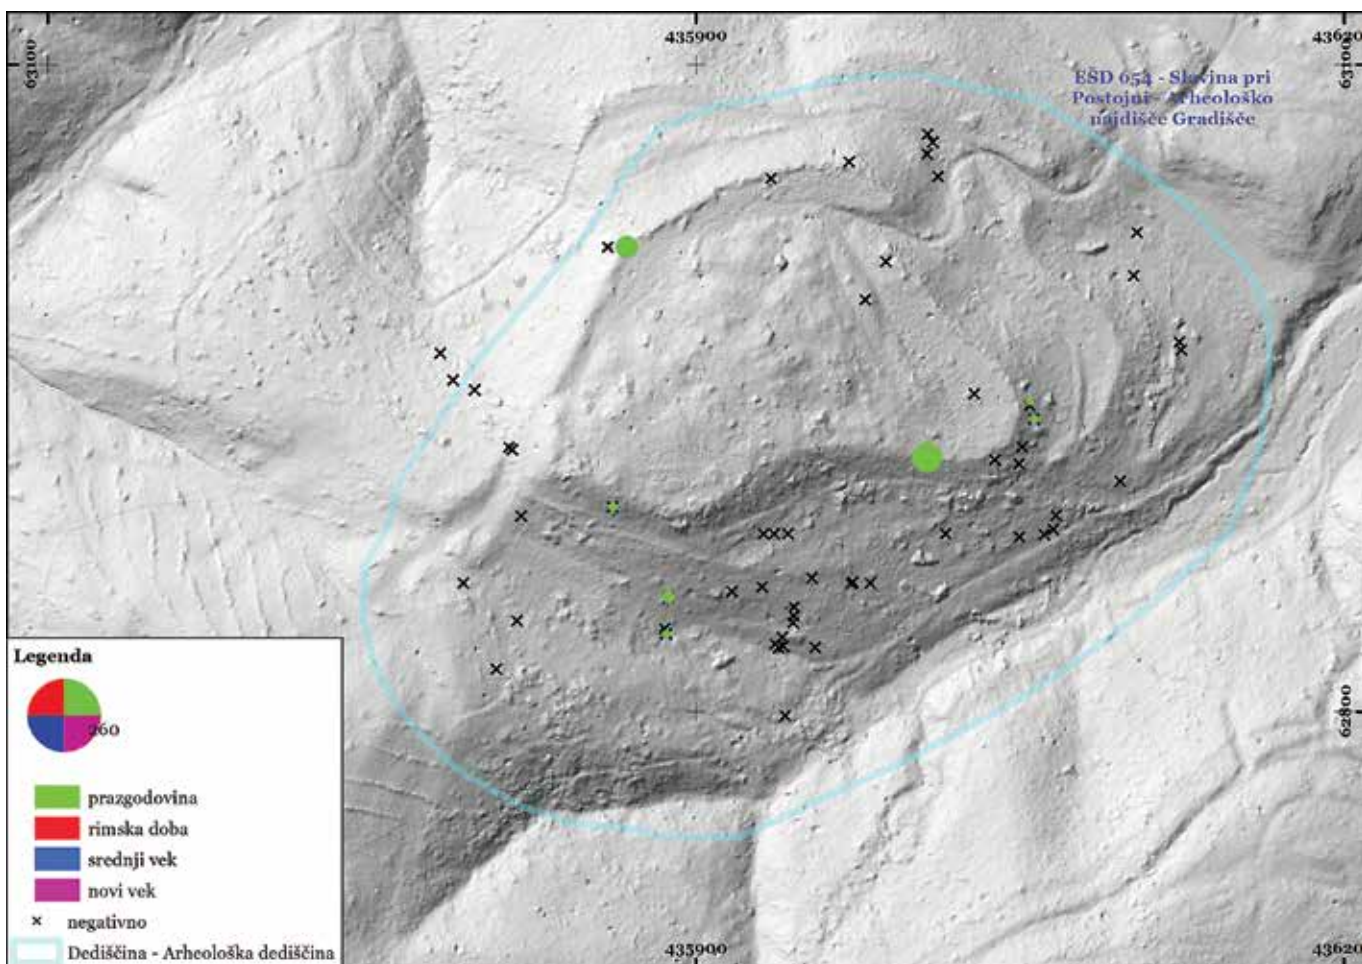 435900
43620
63100
63100
EŠD 654 - Slavina pri
Postojni - Arheološko
najdišče Gradišče
Legenda
260
prazgodovina
rimska doba
srednji vek
novi vek
negativno
Dediščina - Arheološka dediščina
62800
435900
43620